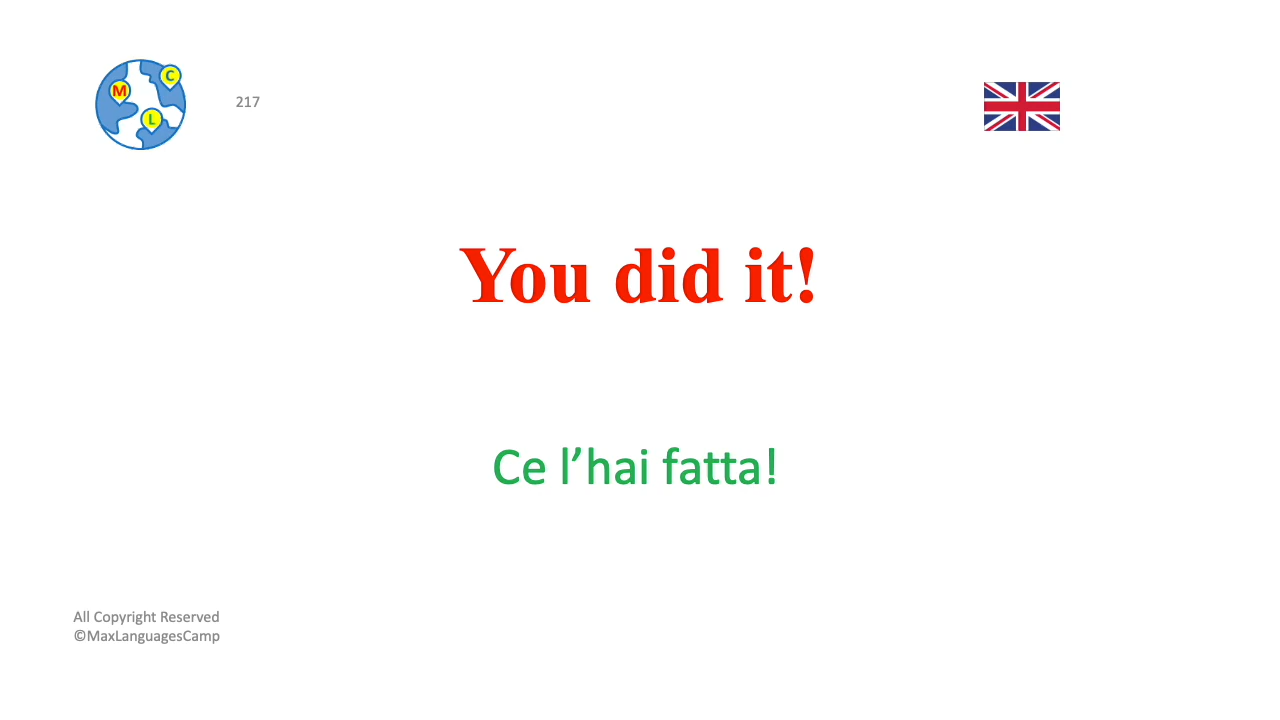 M
C
L
217
You did it!
Ce l’hai fatta!
All Copyright Reserved
©MaxLanguagesCamp